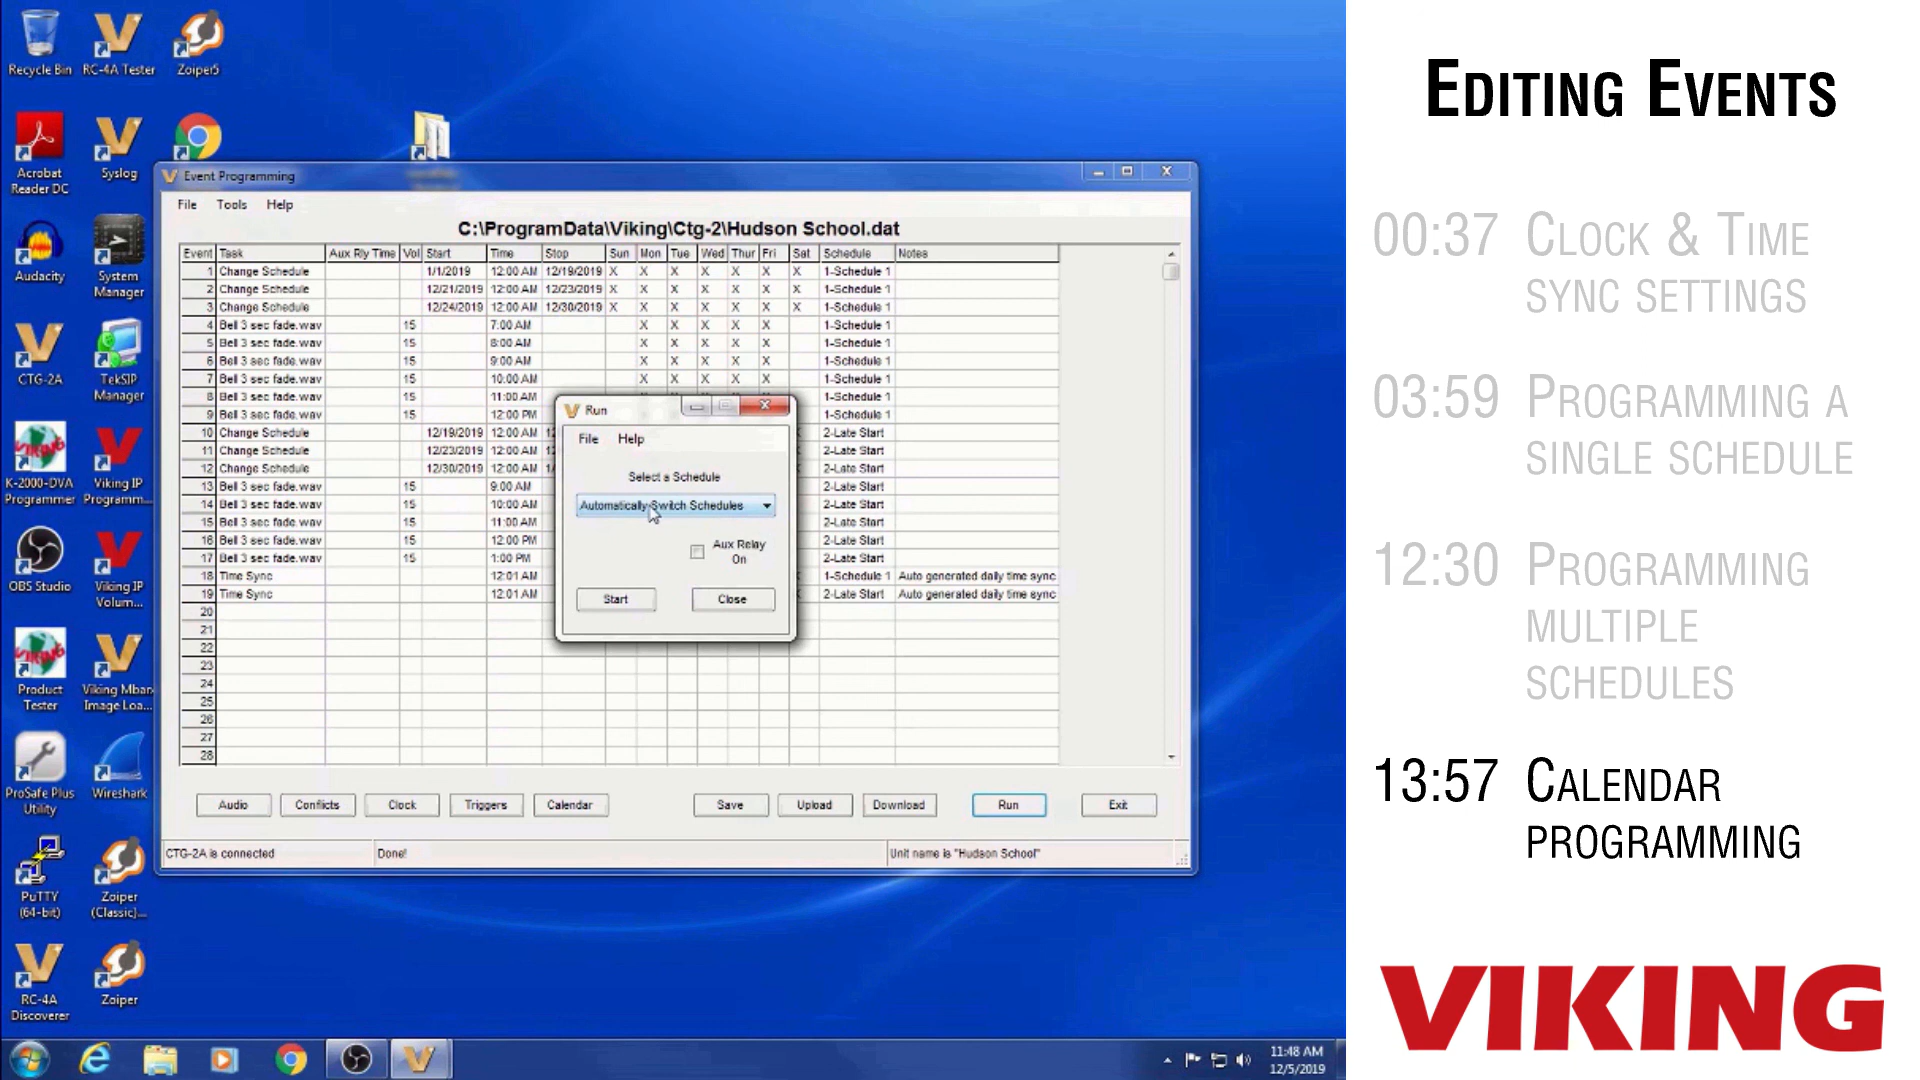 Recycle Bin
RC-4A Tester
Zoiper5
Acrobat
Reader DC
Syslog
Audacity
System
Manager
CTG-2A
TekSIP
Manager
K-2000-DVA
Programmer
Viking IP
Programm...
OBS Studio
Viking IP
Volum...
Product
Tester
Viking Mban
Image Loa...
ProSafe Plus
Utility
Wireshark
PuTTY
(64-bit)
Zoiper
(Classic)...
RC-4A
Discoverer
Zoiper
Event Programming
File Tools Help
C:\ProgramData\Viking\Ctg-2\Hudson School.dat
Event Task Aux Rly Time Vol Start Time Stop Sun Mon Tue Wed Thur Fri Sat Schedule Notes
1 Change Schedule 1/1/2019 12:00 AM 12/19/2019 X X X X X X X 1-Schedule 1
2 Change Schedule 12/21/2019 12:00 AM 12/23/2019 X X X X X X X 1-Schedule 1
3 Change Schedule 12/24/2019 12:00 AM 12/30/2019 X X X X X X X 1-Schedule 1
4 Bell 3 sec fade.wav 15 7:00 AM X X X X X 1-Schedule 1
5 Bell 3 sec fade.wav 15 8:00 AM X X X X X 1-Schedule 1
6 Bell 3 sec fade.wav 15 9:00 AM X X X X X 1-Schedule 1
7 Bell 3 sec fade.wav 15 10:00 AM X X X X X 1-Schedule 1
8 Bell 3 sec fade.wav 15 11:00 AM 1-Schedule 1
9 Bell 3 sec fade.wav 15 12:00 PM 1-Schedule 1
10 Change Schedule 12/19/2019 12:00 AM 2-Late Start
11 Change Schedule 12/23/2019 12:00 AM 2-Late Start
12 Change Schedule 12/30/2019 12:00 AM 2-Late Start
13 Bell 3 sec fade.wav 15 9:00 AM 2-Late Start
14 Bell 3 sec fade.wav 15 10:00 AM 2-Late Start
15 Bell 3 sec fade.wav 15 11:00 AM 2-Late Start
16 Bell 3 sec fade.wav 15 12:00 PM 2-Late Start
17 Bell 3 sec fade.wav 15 1:00 PM 2-Late Start
18 Time Sync 12:01 AM 1-Schedule 1 Auto generated daily time sync
19 Time Sync 12:01 AM 2-Late Start Auto generated daily time sync
20
21
22
23
24
25
26
27
28
Run
File Help
Select a Schedule
Automatically Switch Schedules
Aux Relay
On
Start Close
Audio Conflicts Clock Triggers Calendar Save Upload Download Run Exit
CTG-2A is connected Done! Unit name is "Hudson School"
11:48 AM
12/5/2019
EDITING EVENTS
00:37 CLOCK & TIME
SYNC SETTINGS
03:59 PROGRAMMING A
SINGLE SCHEDULE
12:30 PROGRAMMING
MULTIPLE
SCHEDULES
13:57 CALENDAR
PROGRAMMING
VIKING